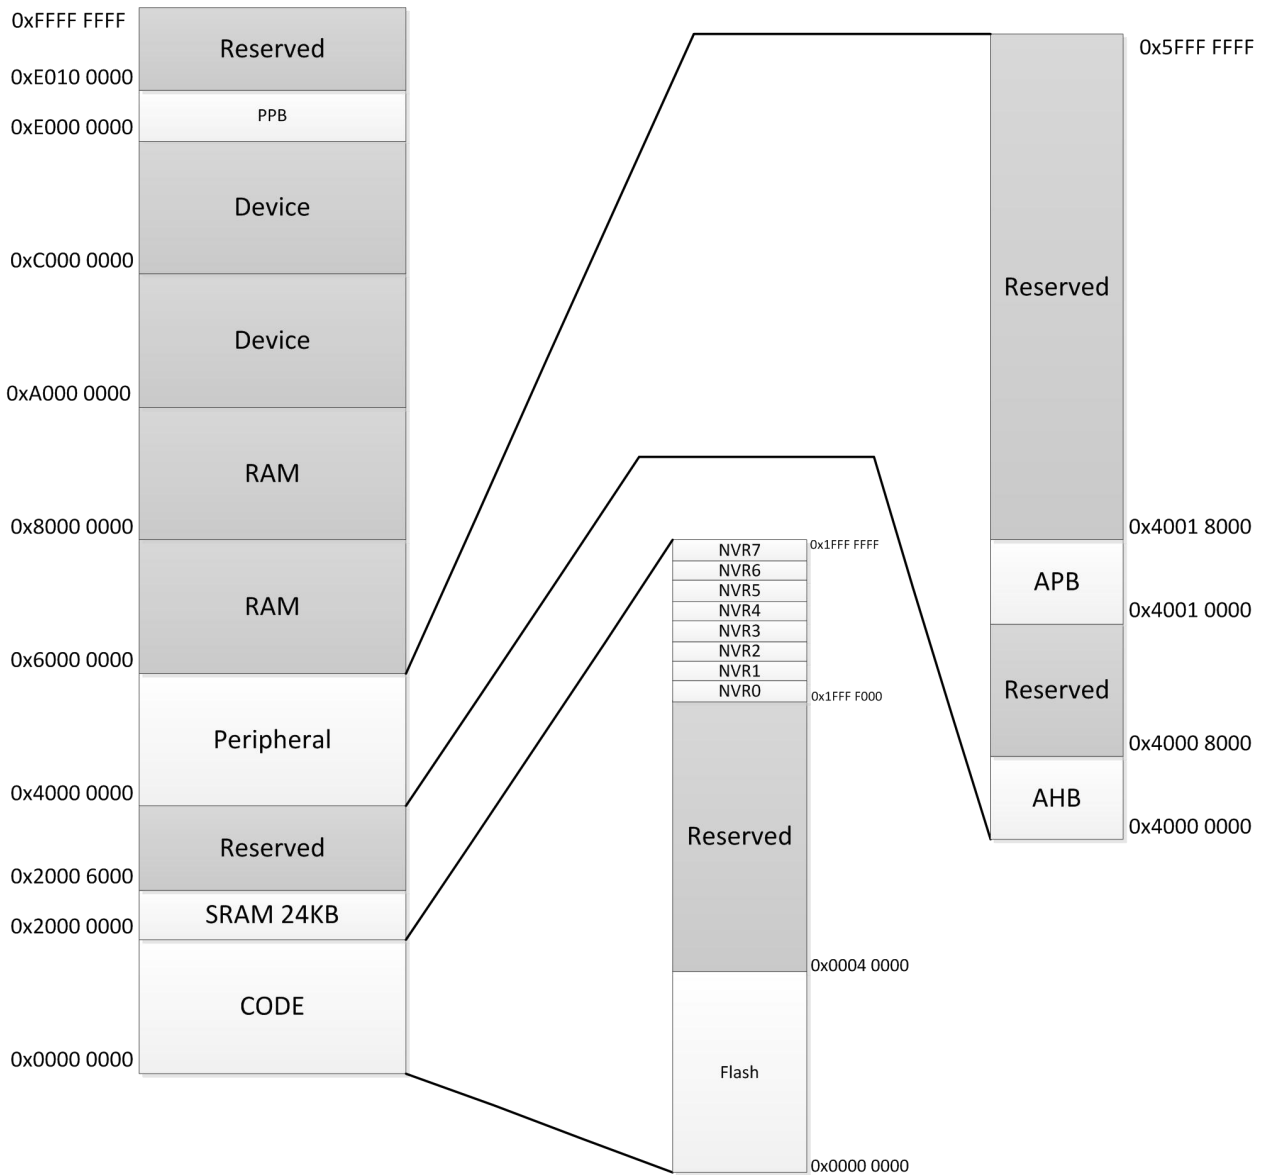 0xFFFF FFFF
Reserved
0xE010 0000
PPB
0xE000 0000
Device
0xC000 0000
Device
0xA000 0000
RAM
0x8000 0000
RAM
0x6000 0000
Peripheral
0x4000 0000
Reserved
0x2000 6000
SRAM 24KB
0x2000 0000
CODE
0x0000 0000
NVR7
0x1FFF FFFF
NVR6
NVR5
NVR4
NVR3
NVR2
NVR1
NVR0
0x1FFF F000
Reserved
0x0004 0000
Flash
0x0000 0000
0x5FFF FFFF
Reserved
0x4001 8000
APB
0x4001 0000
Reserved
0x4000 8000
AHB
0x4000 0000